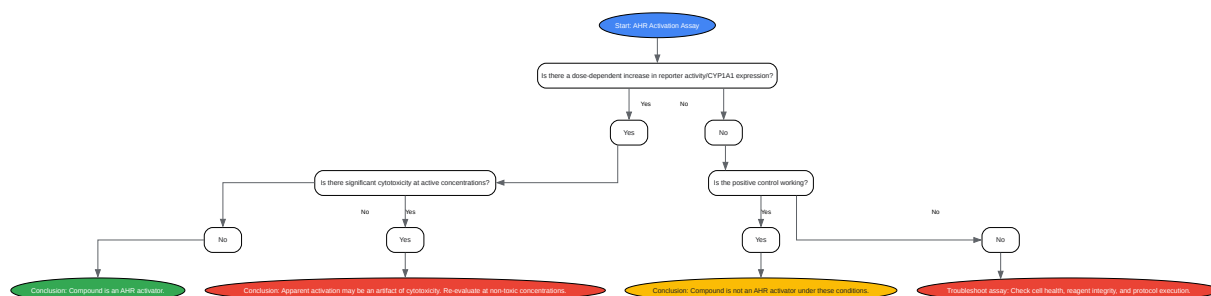 Start: AHR Activation Assay
Is there a dose-dependent increase in reporter activity/CYP1A1 expression?
Yes
No
Yes
No
Is there significant cytotoxicity at active concentrations?
Is the positive control working?
No
Yes
Yes
No
No
Yes
Yes
No
Conclusion: Compound is an AHR activator.
Conclusion: Apparent activation may be an artifact of cytotoxicity. Re-evaluate at non-toxic concentrations.
Conclusion: Compound is not an AHR activator under these conditions.
Troubleshoot assay: Check cell health, reagent integrity, and protocol execution.